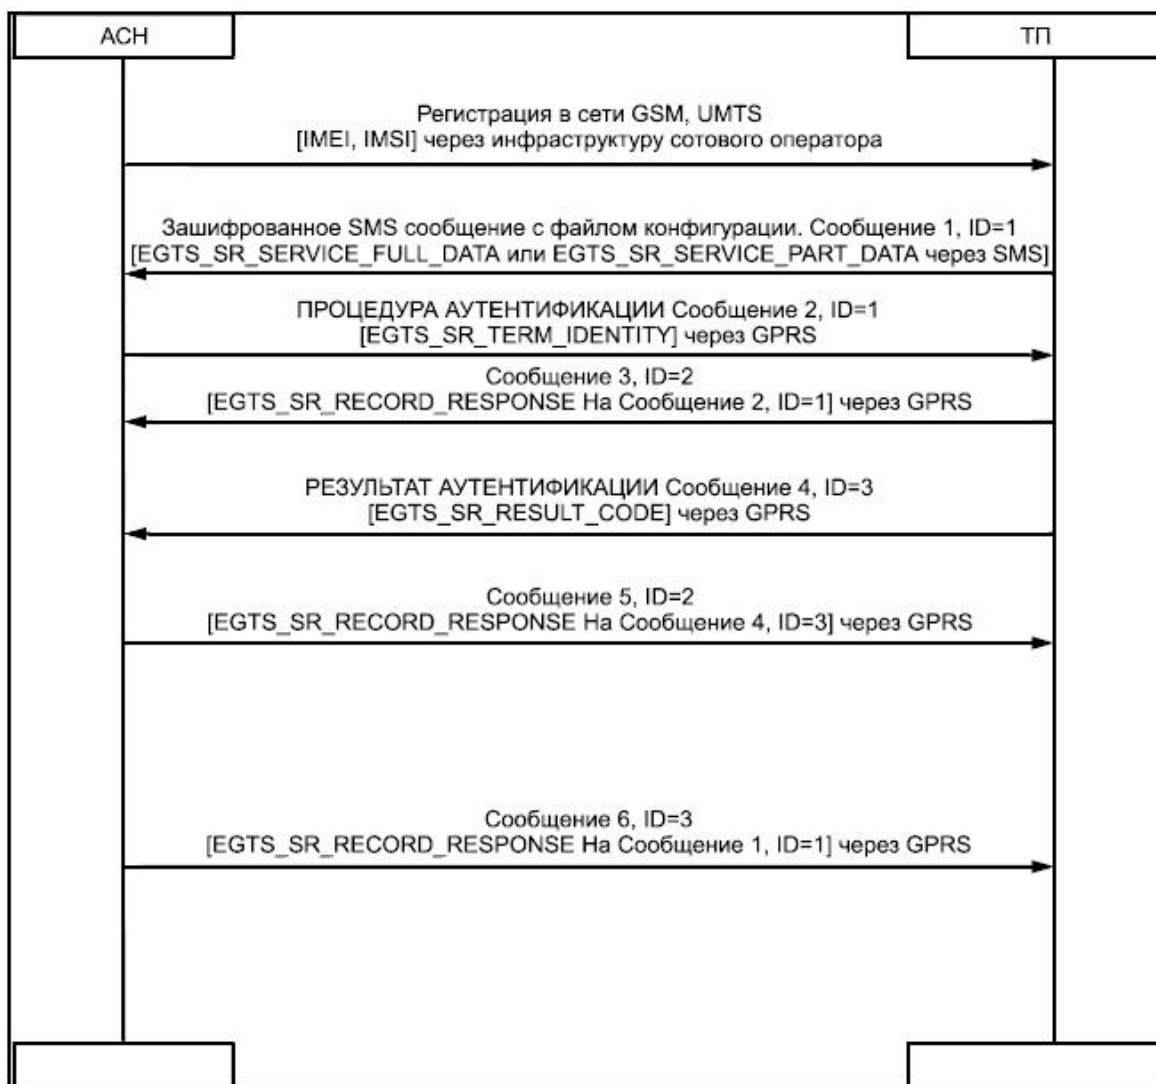 АСН
ТП
Регистрация в сети GSM, UMTS
[IMEI, IMSI] через инфраструктуру сотового оператора
Зашифрованное SMS сообщение с файлом конфигурации. Сообщение 1, ID=1
[EGTS_SR_SERVICE_FULL_DATA или EGTS_SR_SERVICE_PART_DATA через SMS]
ПРОЦЕДУРА АУТЕНТИФИКАЦИИ Сообщение 2, ID=1
[EGTS_SR_TERM_IDENTITY] через GPRS
Сообщение 3, ID=2
[EGTS_SR_RECORD_RESPONSE На Сообщение 2, ID=1] через GPRS
РЕЗУЛЬТАТ АУТЕНТИФИКАЦИИ Сообщение 4, ID=3
[EGTS_SR_RESULT_CODE] через GPRS
Сообщение 5, ID=2
[EGTS_SR_RECORD_RESPONSE На Сообщение 4, ID=3] через GPRS
Сообщение 6, ID=3
[EGTS_SR_RECORD_RESPONSE На Сообщение 1, ID=1] через GPRS